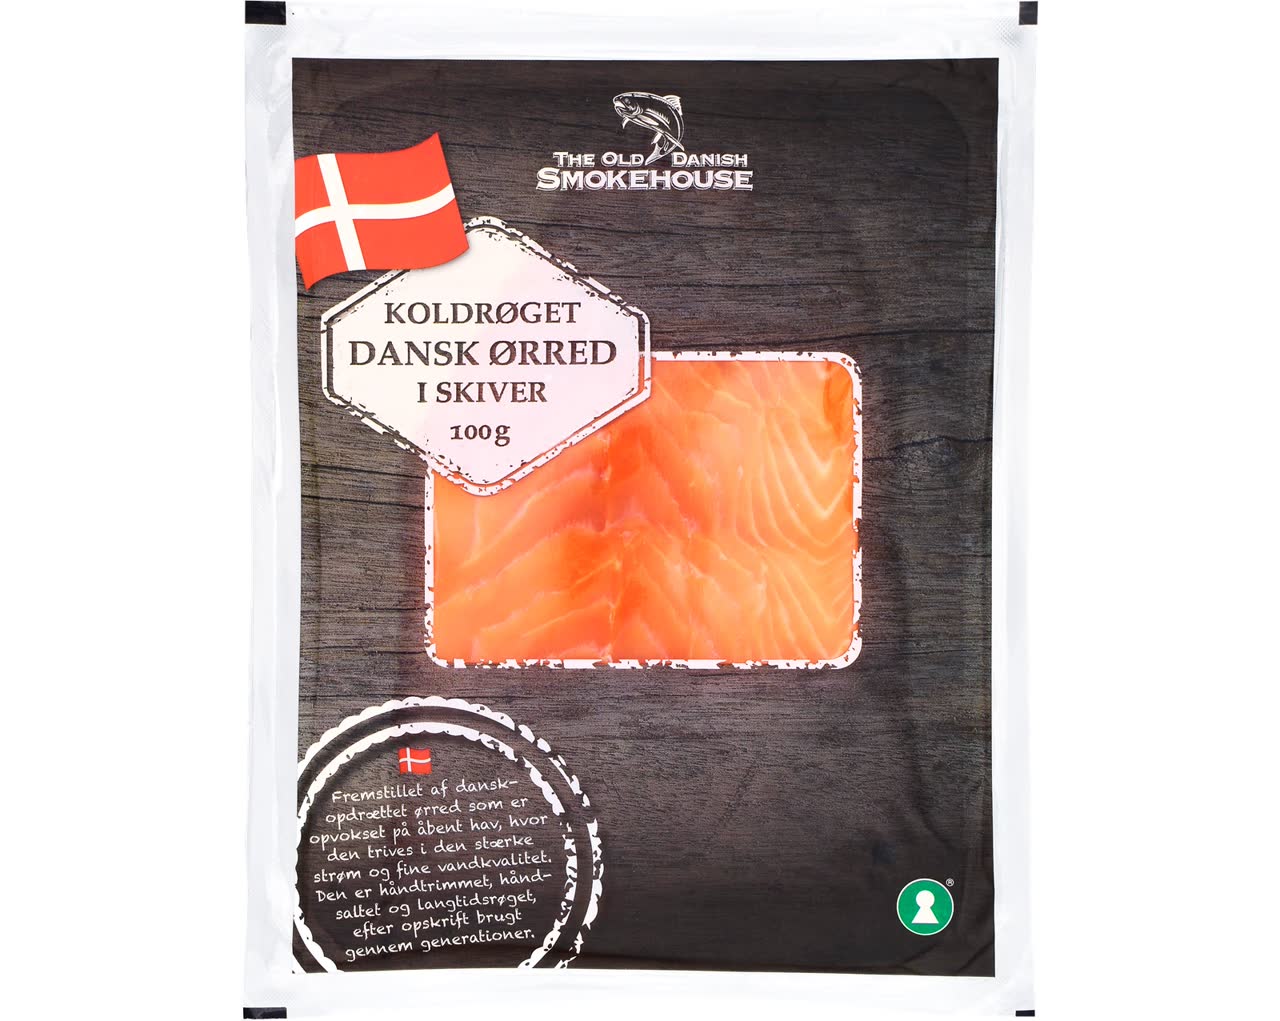 THE OLD DANISH
SMOKEHOUSE
KOLDRØGET
DANSK ØRRED
I SKIVER
100g
Fremstillet af dansk-
opdrættet ørred som er
opvokset på åbent hav, hvor
den trives i den stærke
strøm og fine vandkvalitet.
Den er håndtrimmet, hånd-
saltet og langtidsrøget,
efter opskrift brugt
gennem generationer.
®